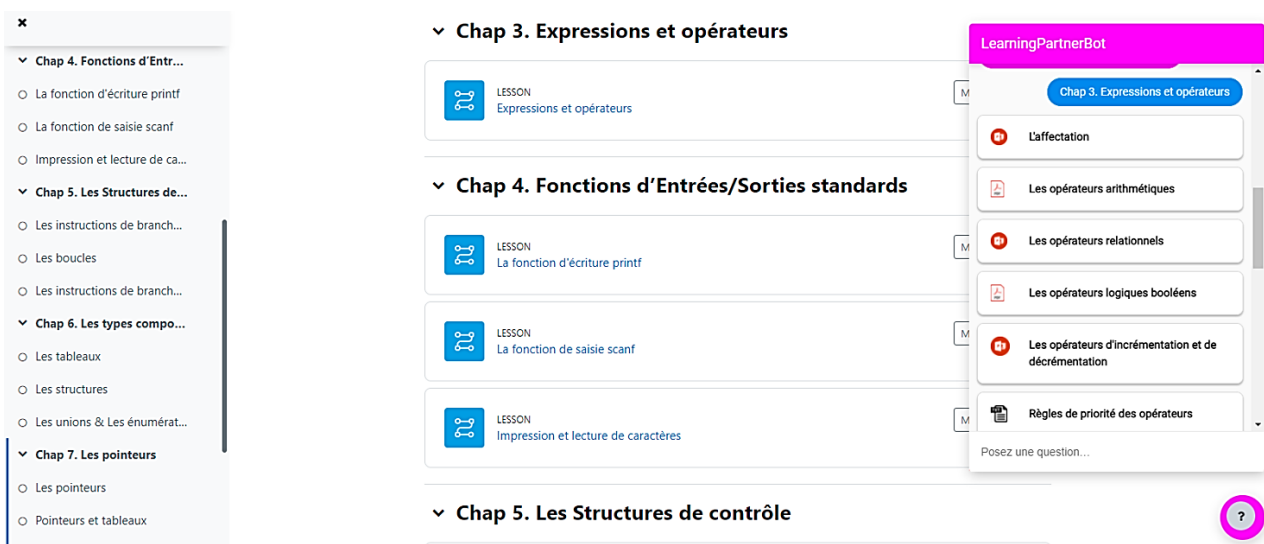 Chap 4. Fonctions d'Entr...
La fonction d'écriture printf
La fonction de saisie scanf
Impression et lecture de ca...
Chap 5. Les Structures de...
Les instructions de branch...
Les boucles
Les instructions de branch...
Chap 6. Les types compo...
Les tableaux
Les structures
Les unions & Les énumérat...
Chap 7. Les pointeurs
Les pointeurs
Pointeurs et tableaux
Chap 3. Expressions et opérateurs
LESSON
Expressions et opérateurs
M
Chap 4. Fonctions d'Entrées/Sorties standards
LESSON
La fonction d'écriture printf
M
LESSON
La fonction de saisie scanf
M
LESSON
Impression et lecture de caractères
M
Chap 5. Les Structures de contrôle
LearningPartnerBot
Chap 3. Expressions et opérateurs
L'affectation
Les opérateurs arithmétiques
Les opérateurs relationnels
Les opérateurs logiques booléens
Les opérateurs d'incrémentation et de
décrémentation
Règles de priorité des opérateurs
Posez une question...
?